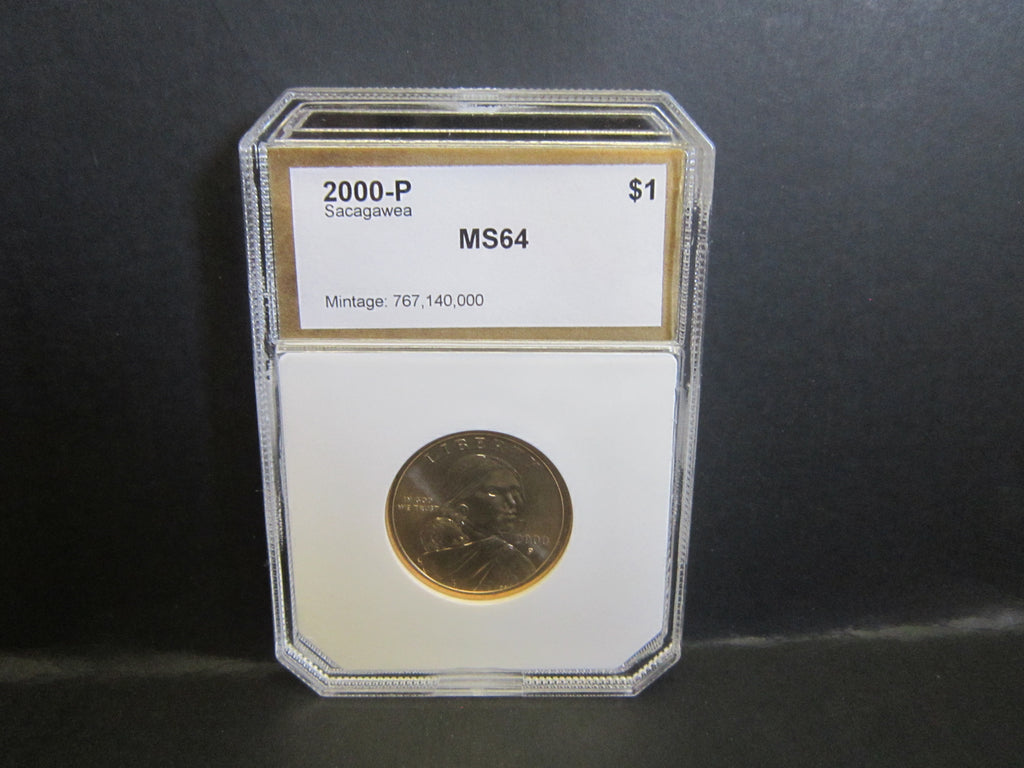 2000-P $1
Sacagawea
MS64
Mintage: 767,140,000
LIBERTY
IN GOD
WE TRUST
2000
P